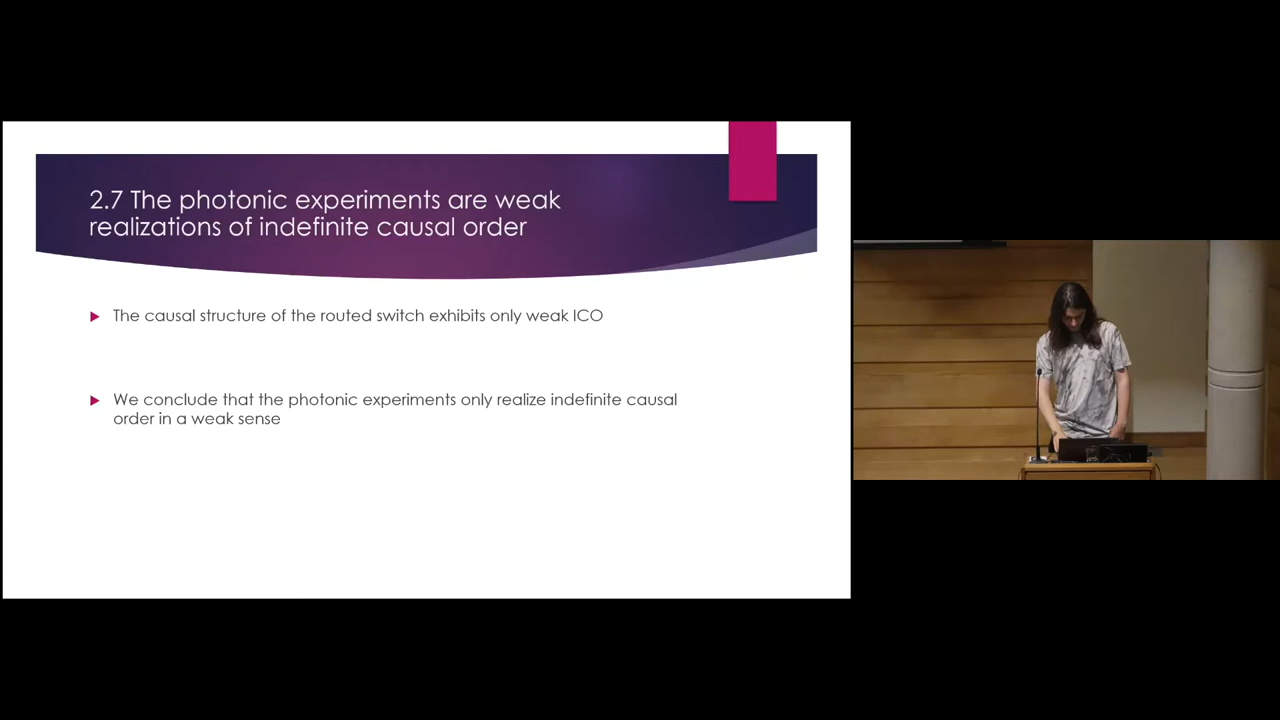 2.7 The photonic experiments are weak
realizations of indefinite causal order
The causal structure of the routed switch exhibits only weak ICO
We conclude that the photonic experiments only realize indefinite causal
order in a weak sense